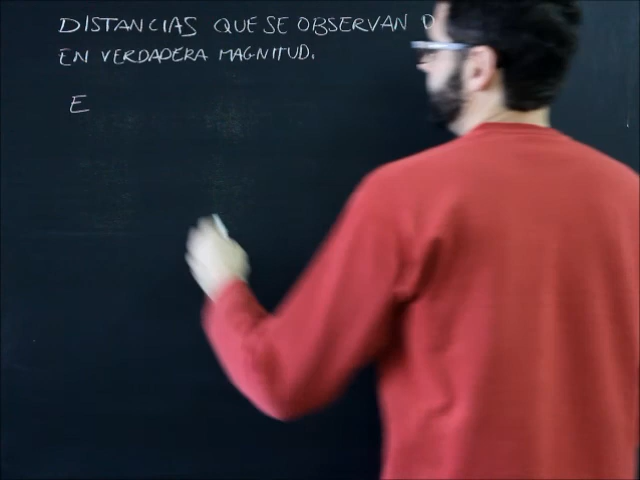 DISTANCIAS QUE SE OBSERVAN D
EN VERDADERA MAGNITUD.
E